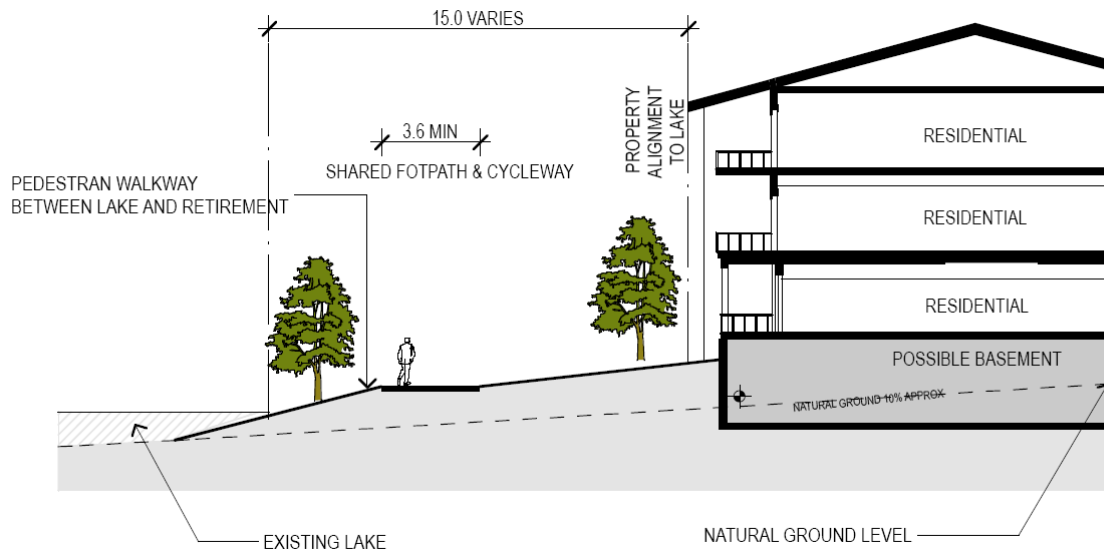 15.0 VARIES
3.6 MIN
SHARED FOTPATH & CYCLEWAY
PROPERTY
ALIGNMENT
TO LAKE
PEDESTRAN WALKWAY
BETWEEN LAKE AND RETIREMENT
RESIDENTIAL
RESIDENTIAL
RESIDENTIAL
POSSIBLE BASEMENT
NATURAL GROUND 10% APPROX
EXISTING LAKE
NATURAL GROUND LEVEL